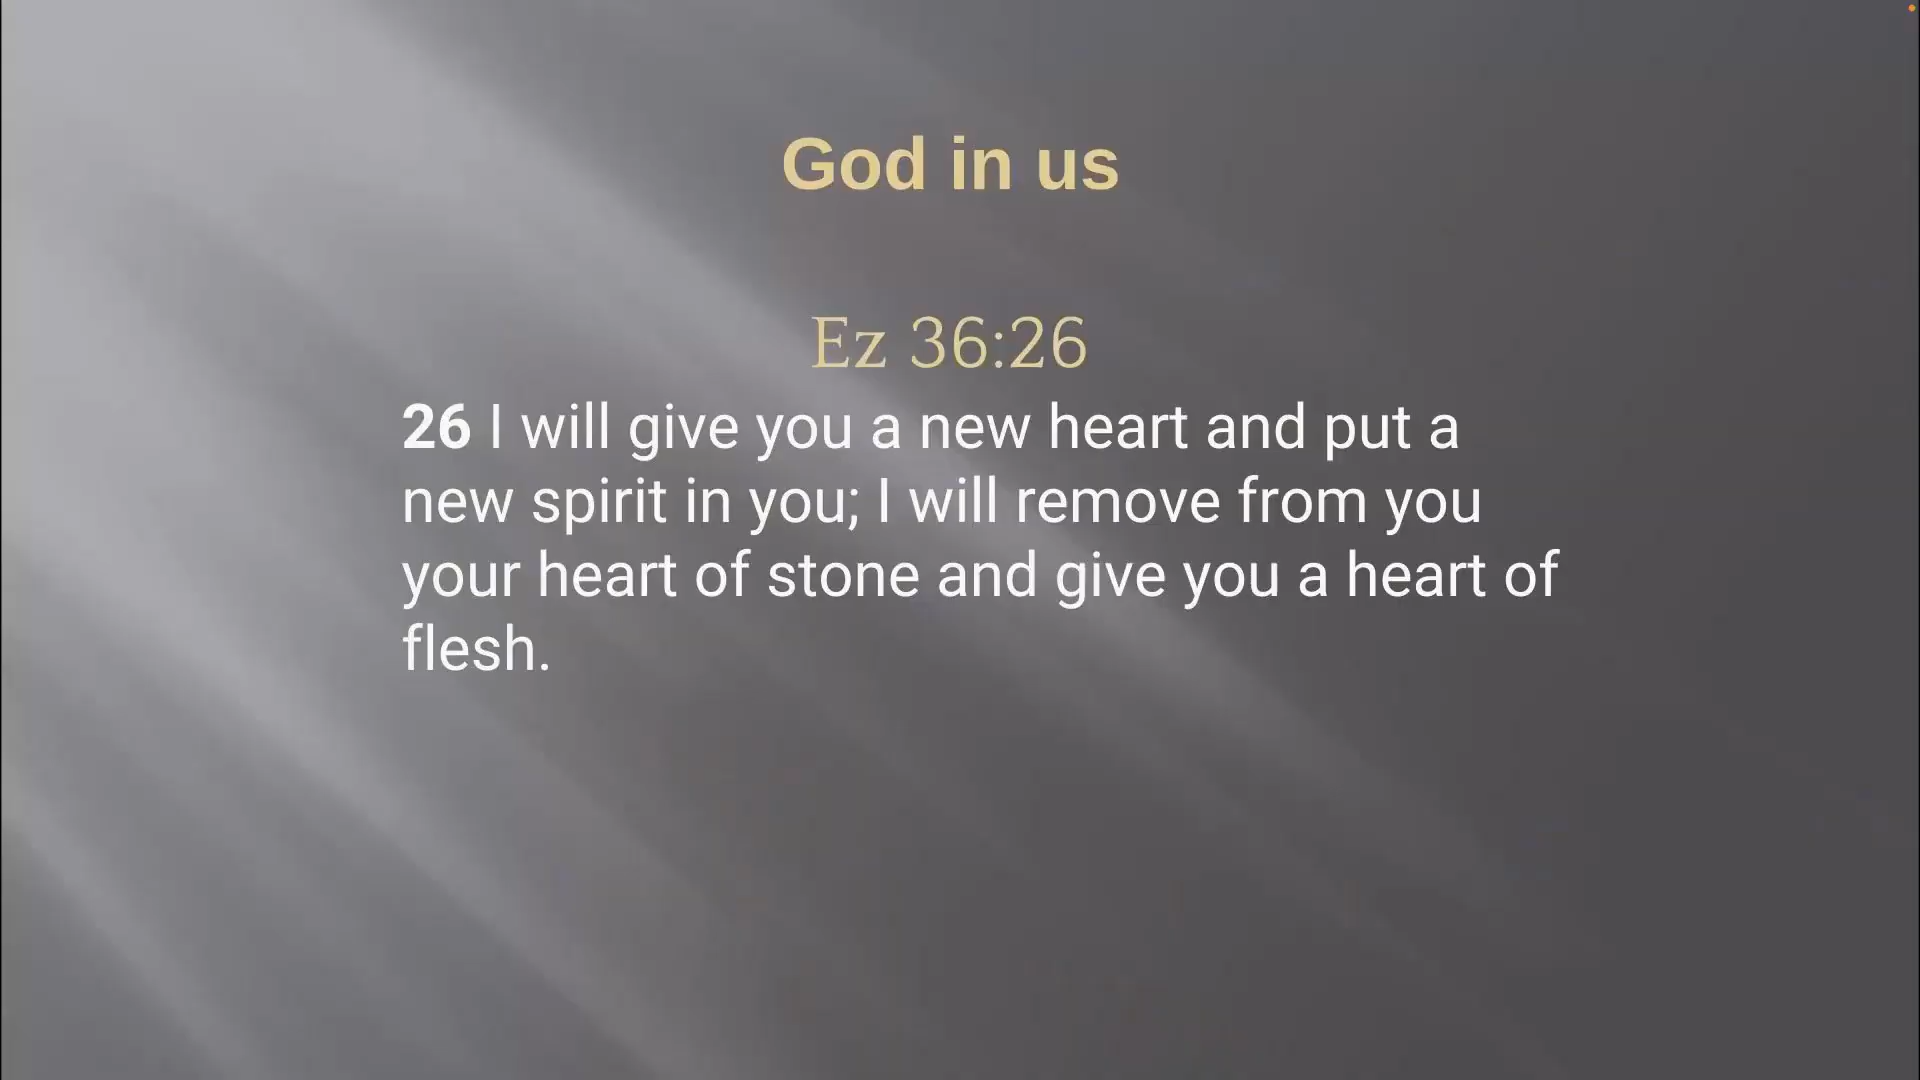 God in us
Ez 36:26
26 I will give you a new heart and put a
new spirit in you; I will remove from you
your heart of stone and give you a heart of
flesh.